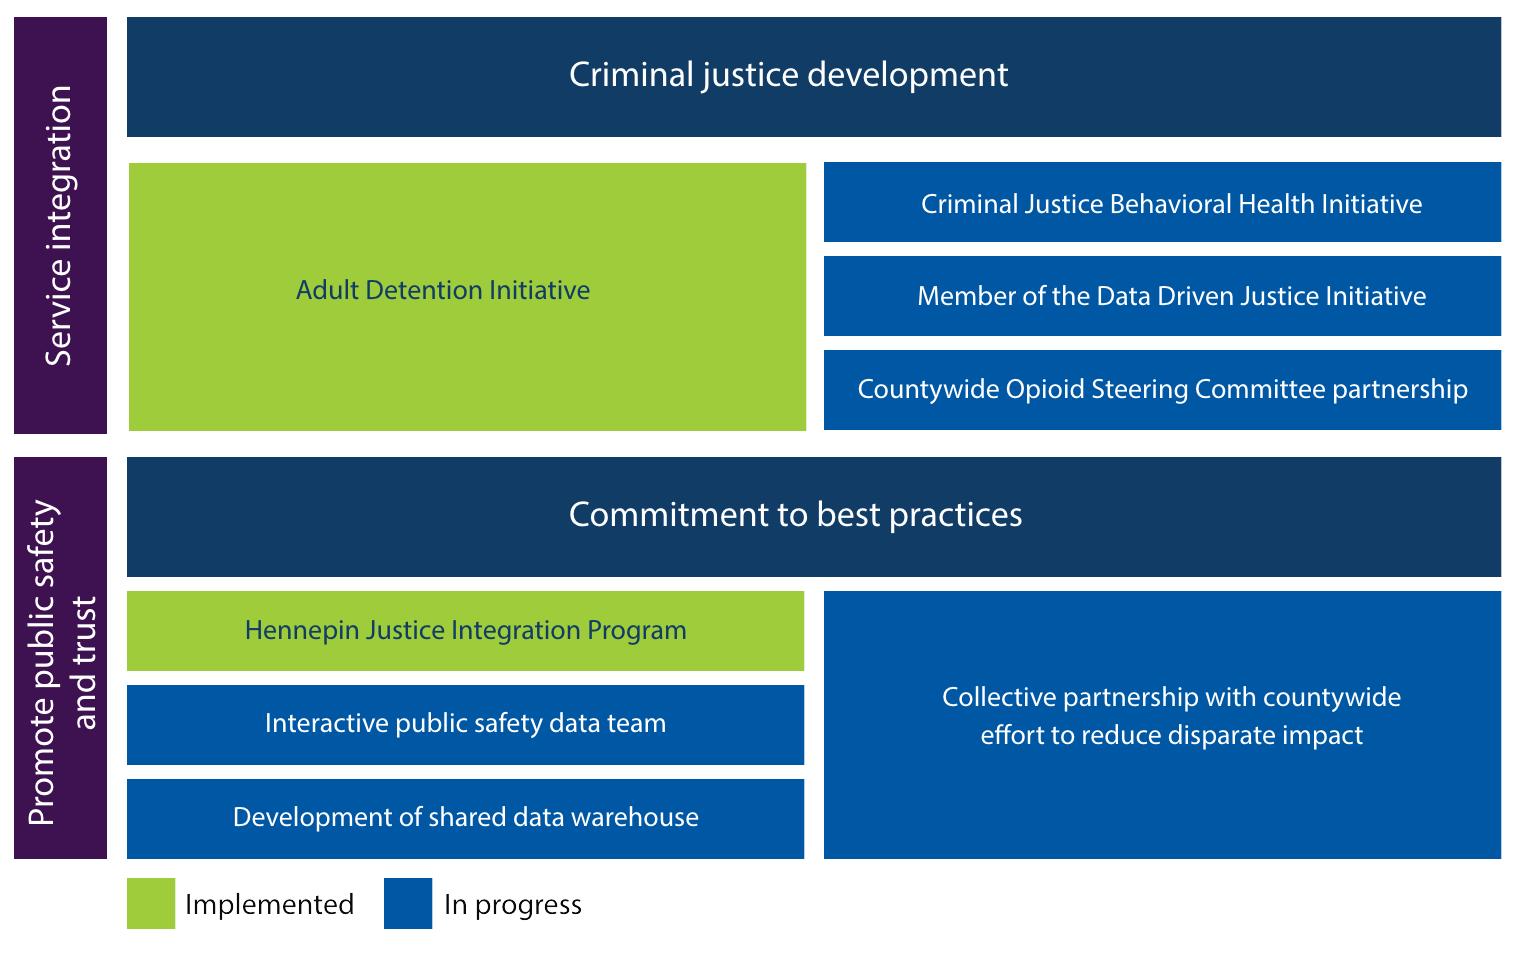 Service integration
Criminal justice development
Adult Detention Initiative
Criminal Justice Behavioral Health Initiative
Member of the Data Driven Justice Initiative
Countywide Opioid Steering Committee partnership
Promote public safety
and trust
Commitment to best practices
Hennepin Justice Integration Program
Interactive public safety data team
Development of shared data warehouse
Collective partnership with countywide
effort to reduce disparate impact
Implemented
In progress